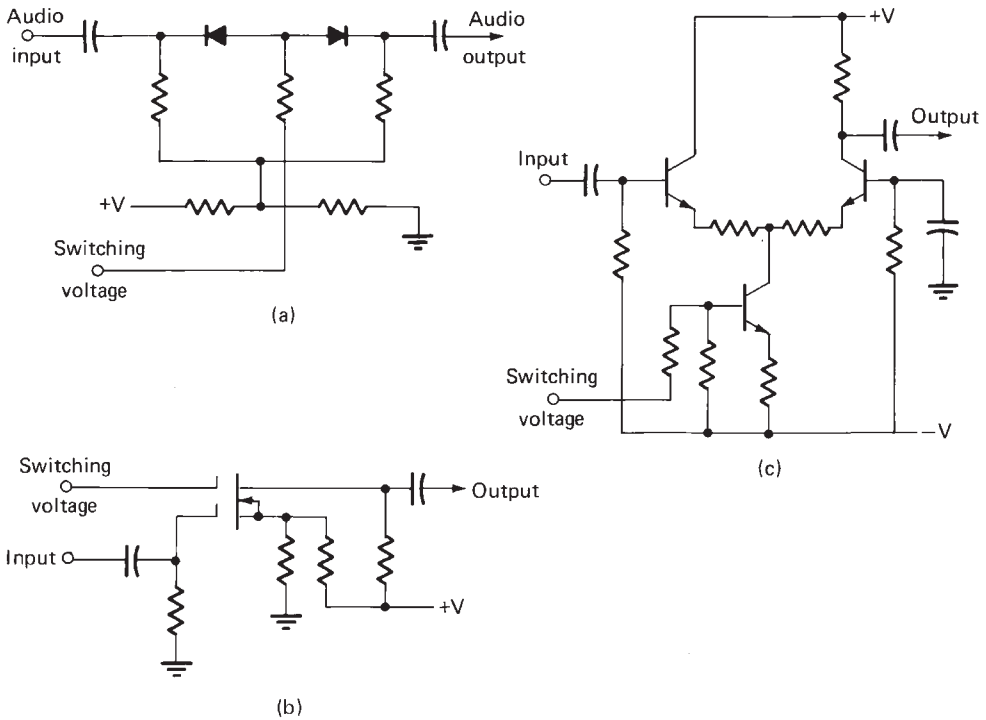 Audio
input
Audio
output
+V
Switching
voltage
(a)
+V
Output
Input
Switching
voltage
−V
(c)
Switching
voltage
Output
Input
+V
(b)